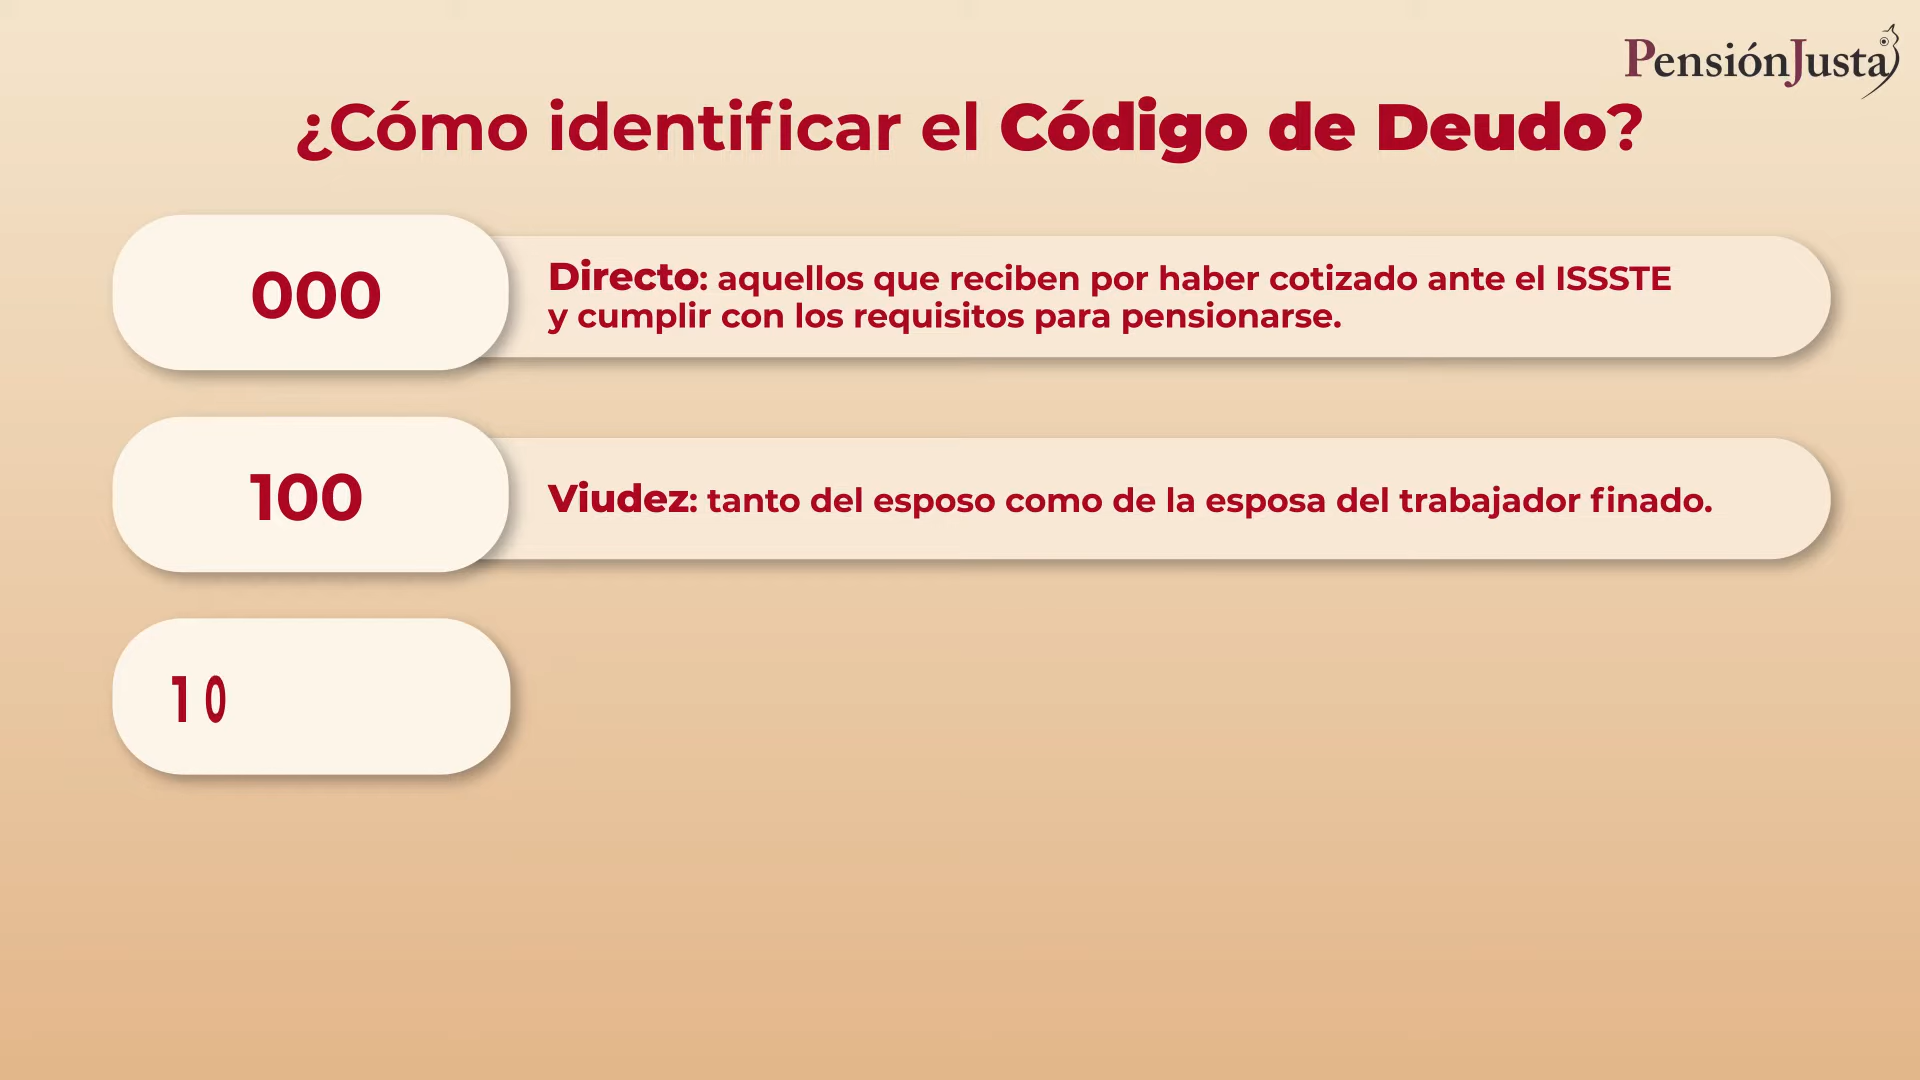 PensiónJusta
¿Cómo identificar el Código de Deudo?
000
Directo: aquellos que reciben por haber cotizado ante el ISSSTE
y cumplir con los requisitos para pensionarse.
100
Viudez: tanto del esposo como de la esposa del trabajador finado.
10